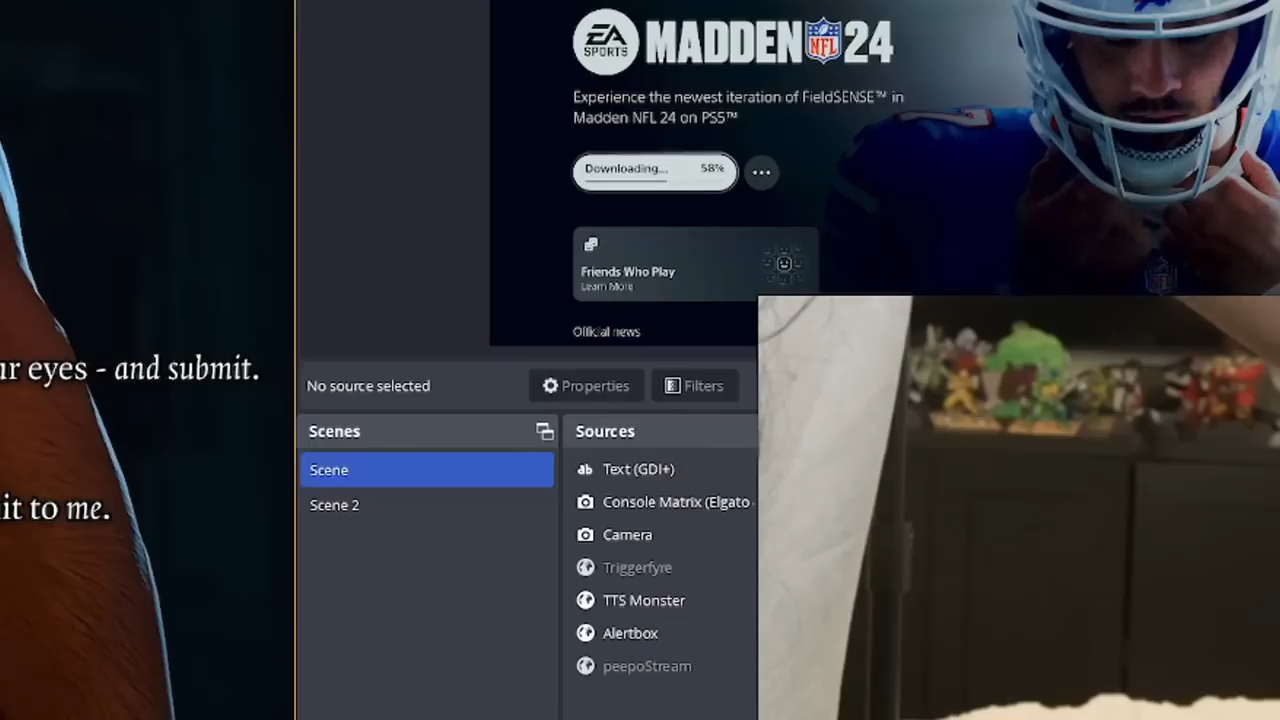 EA SPORTS MADDEN NFL 24
Experience the newest iteration of FieldSENSE™ in
Madden NFL 24 on PS5™
Downloading... 58%
Friends Who Play
Learn More
Official news
ur eyes - and submit.
it to me.
No source selected
Properties
Filters
Scenes
Scene
Scene 2
Sources
Text (GDI+)
Console Matrix (Elgato
Camera
Triggerfyre
TTS Monster
Alertbox
peepoStream